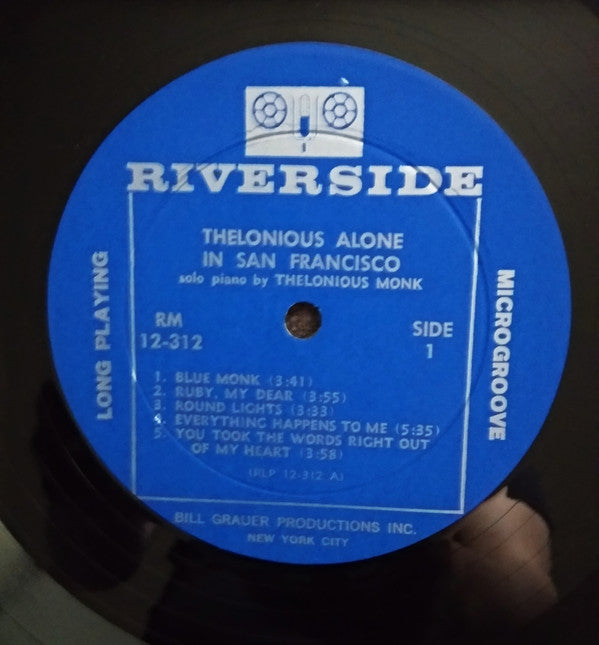 RIVERSIDE
THELONIOUS ALONE
IN SAN FRANCISCO
solo piano by THELONIOUS MONK
LONG PLAYING
MICROGROOVE
RM
12-312
SIDE
1
1. BLUE MONK (3:41)
2. RUBY, MY DEAR (3:55)
3. ROUND LIGHTS (3:33)
4. EVERYTHING HAPPENS TO ME (5:35)
5. YOU TOOK THE WORDS RIGHT OUT
OF MY HEART (3:58)
(RLP 12-312 A)
BILL GRAUER PRODUCTIONS INC.
NEW YORK CITY